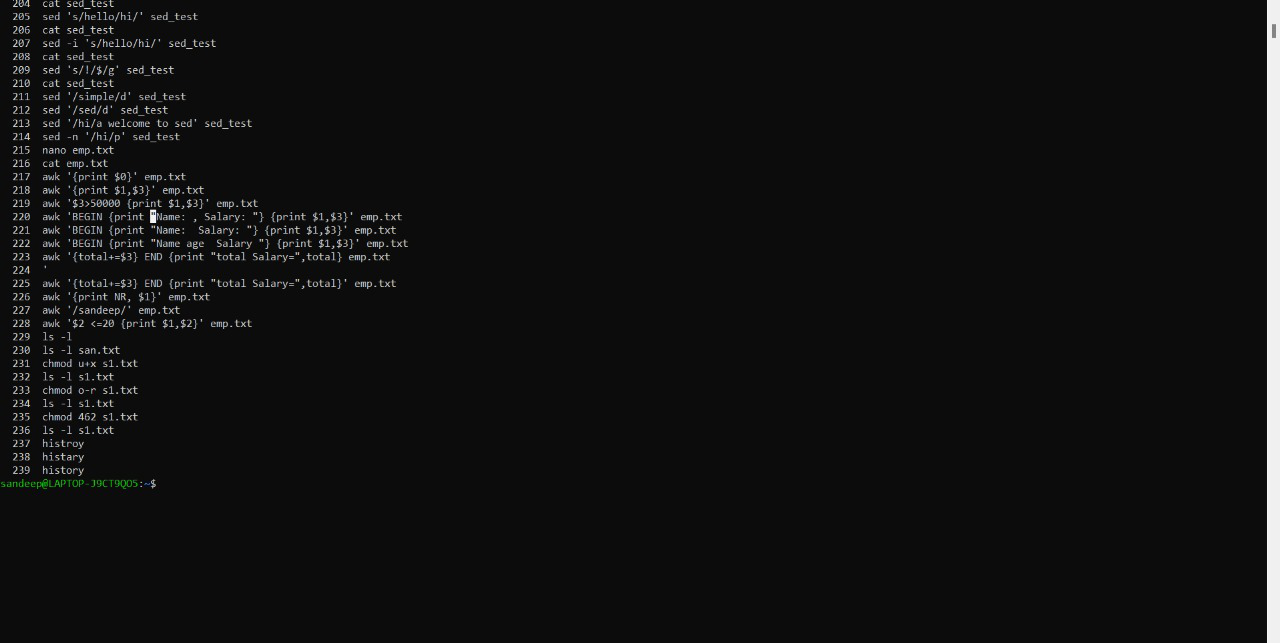 204 cat sed_test
205 sed 's/hello/hi/' sed_test
206 cat sed_test
207 sed -i 's/hello/hi/' sed_test
208 cat sed_test
209 sed 's/!/$/g' sed_test
210 cat sed_test
211 sed '/simple/d' sed_test
212 sed '/sed/d' sed_test
213 sed '/hi/a welcome to sed' sed_test
214 sed -n '/hi/p' sed_test
215 nano emp.txt
216 cat emp.txt
217 awk '{print $0}' emp.txt
218 awk '{print $1,$3}' emp.txt
219 awk '$3>50000 {print $1,$3}' emp.txt
220 awk 'BEGIN {print "Name: , Salary: "} {print $1,$3}' emp.txt
221 awk 'BEGIN {print "Name:  Salary: "} {print $1,$3}' emp.txt
222 awk 'BEGIN {print "Name age  Salary "} {print $1,$3}' emp.txt
223 awk '{total+=$3} END {print "total Salary=",total} emp.txt
224 '
225 awk '{total+=$3} END {print "total Salary=",total}' emp.txt
226 awk '{print NR, $1}' emp.txt
227 awk '/sandeep/' emp.txt
228 awk '$2 <=20 {print $1,$2}' emp.txt
229 ls -l
230 ls -l san.txt
231 chmod u+x s1.txt
232 ls -l s1.txt
233 chmod o-r s1.txt
234 ls -l s1.txt
235 chmod 462 s1.txt
236 ls -l s1.txt
237 histroy
238 histary
239 history
sandeep@LAPTOP-J9CT9QO5:~$